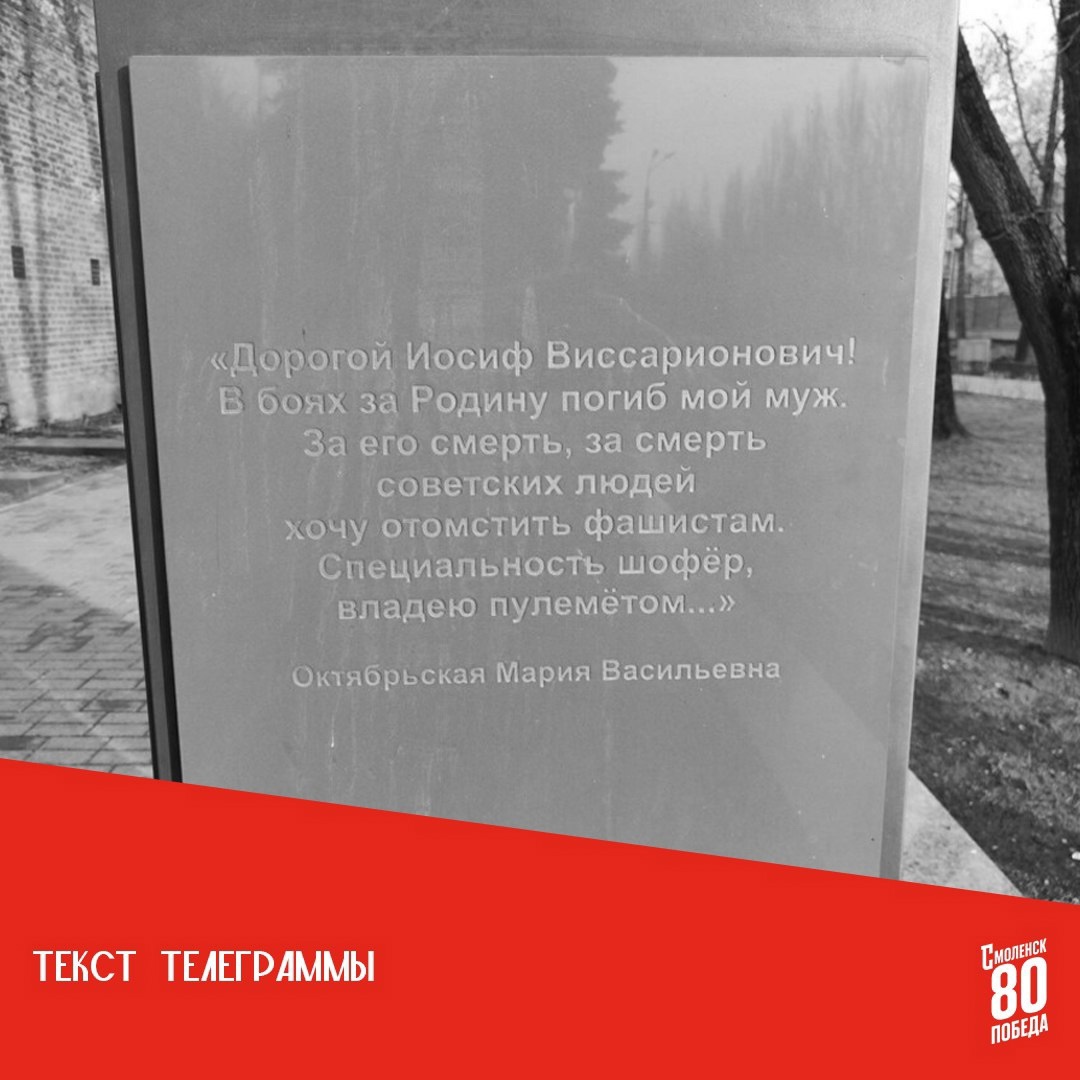 «Дорогой Иосиф Виссарионович!
В боях за Родину погиб мой муж.
За его смерть, за смерть
советских людей
хочу отомстить фашистам.
Специальность шофёр,
владею пулемётом...»
Октябрьская Мария Васильевна
ТЕКСТ ТЕЛЕГРАММЫ
СМОЛЕНСК
80
ПОБЕДА